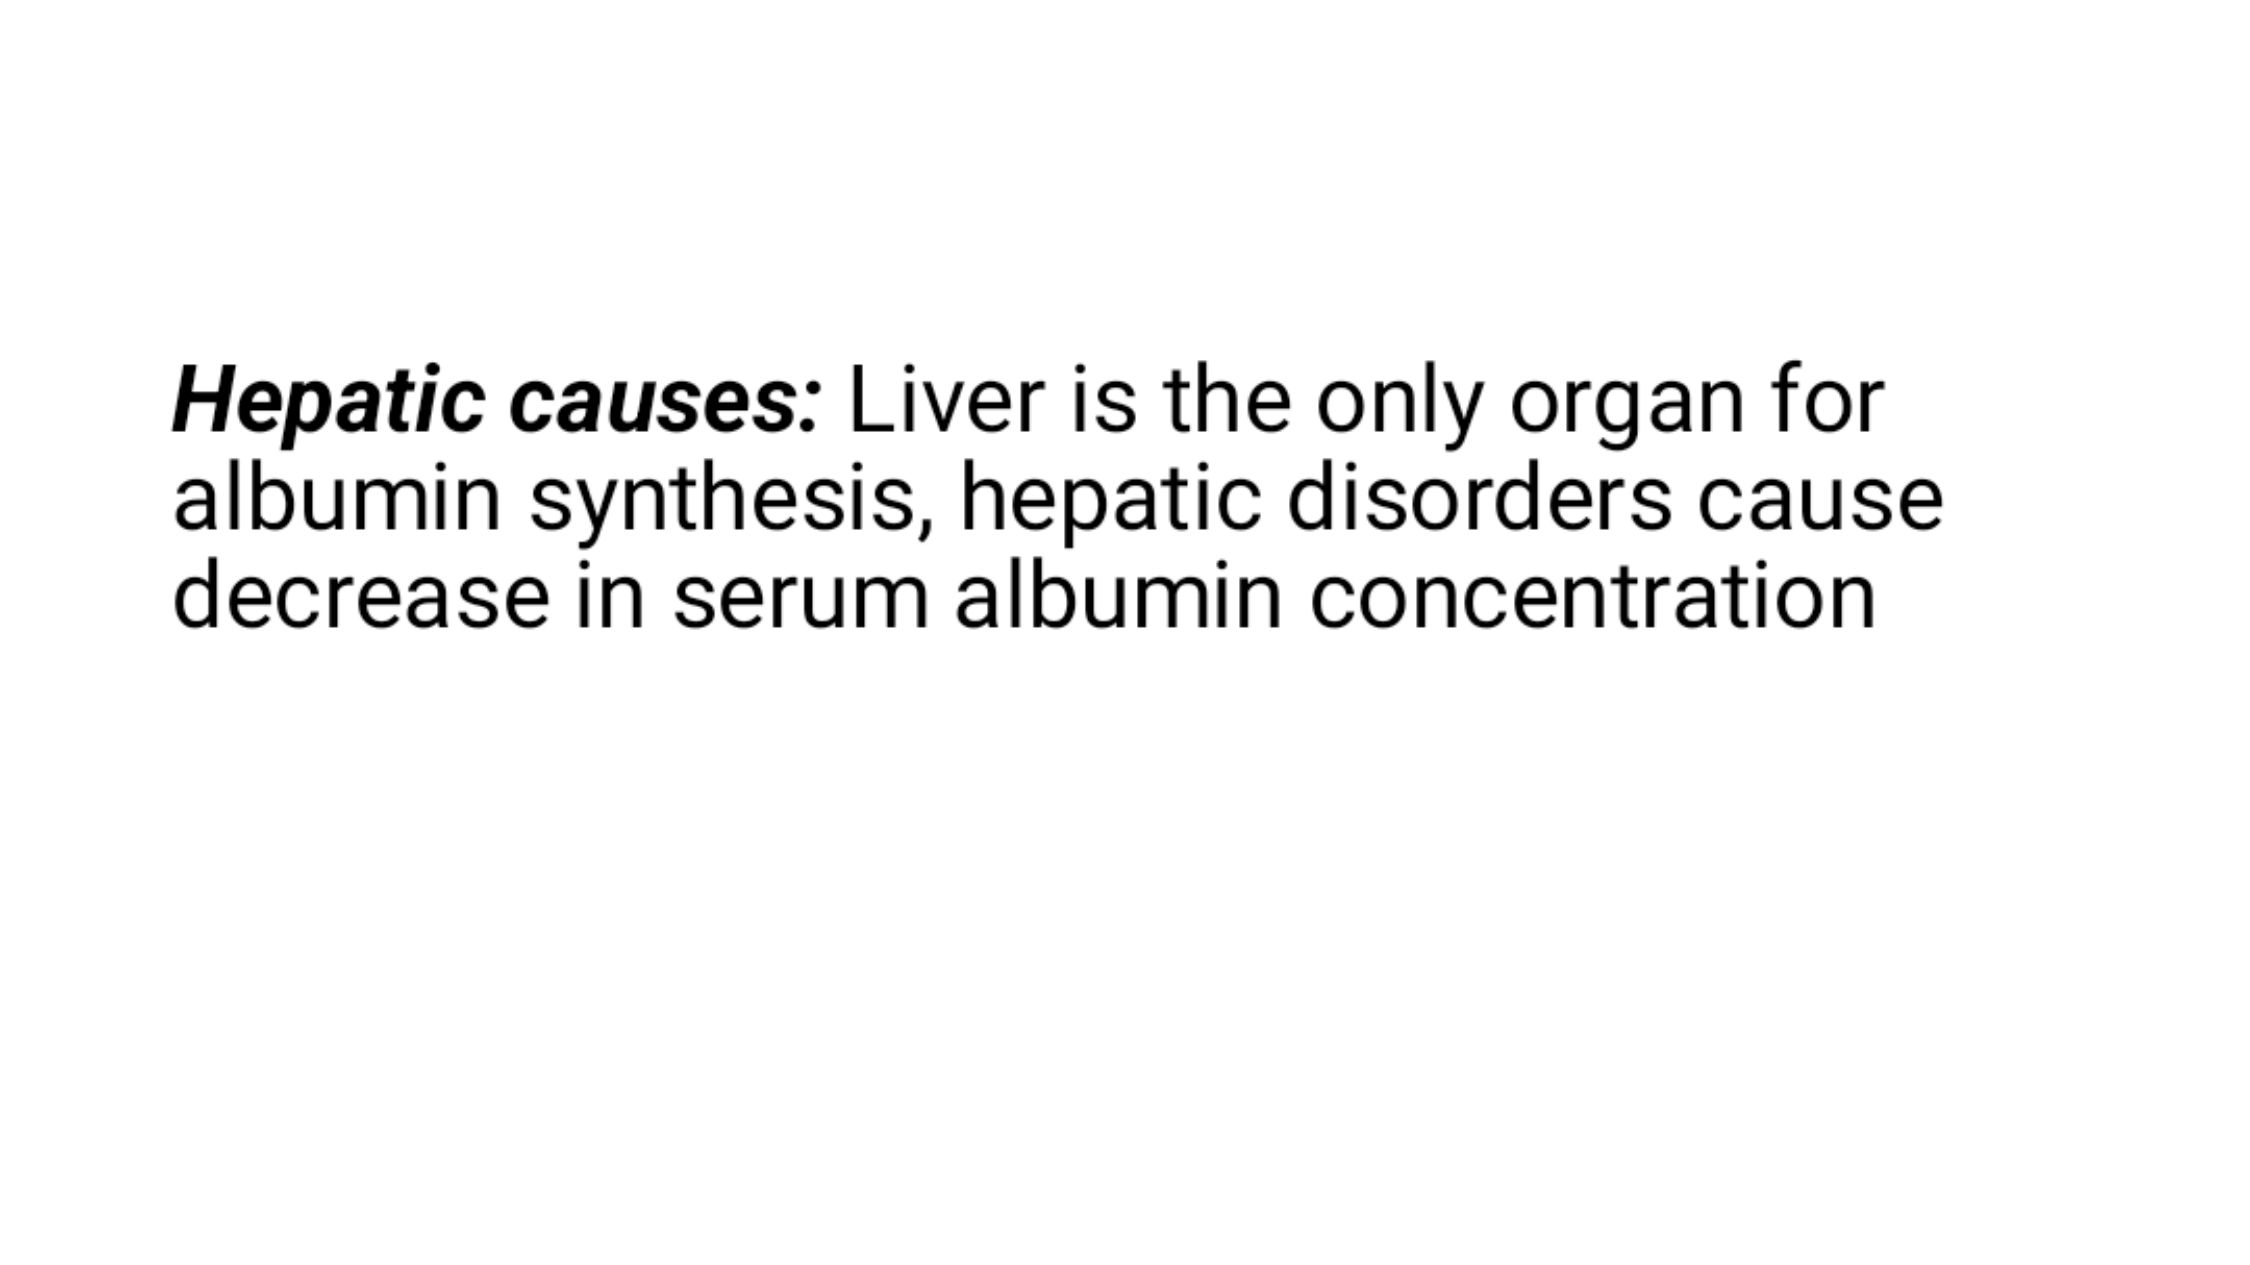 Hepatic causes: Liver is the only organ for
albumin synthesis, hepatic disorders cause
decrease in serum albumin concentration